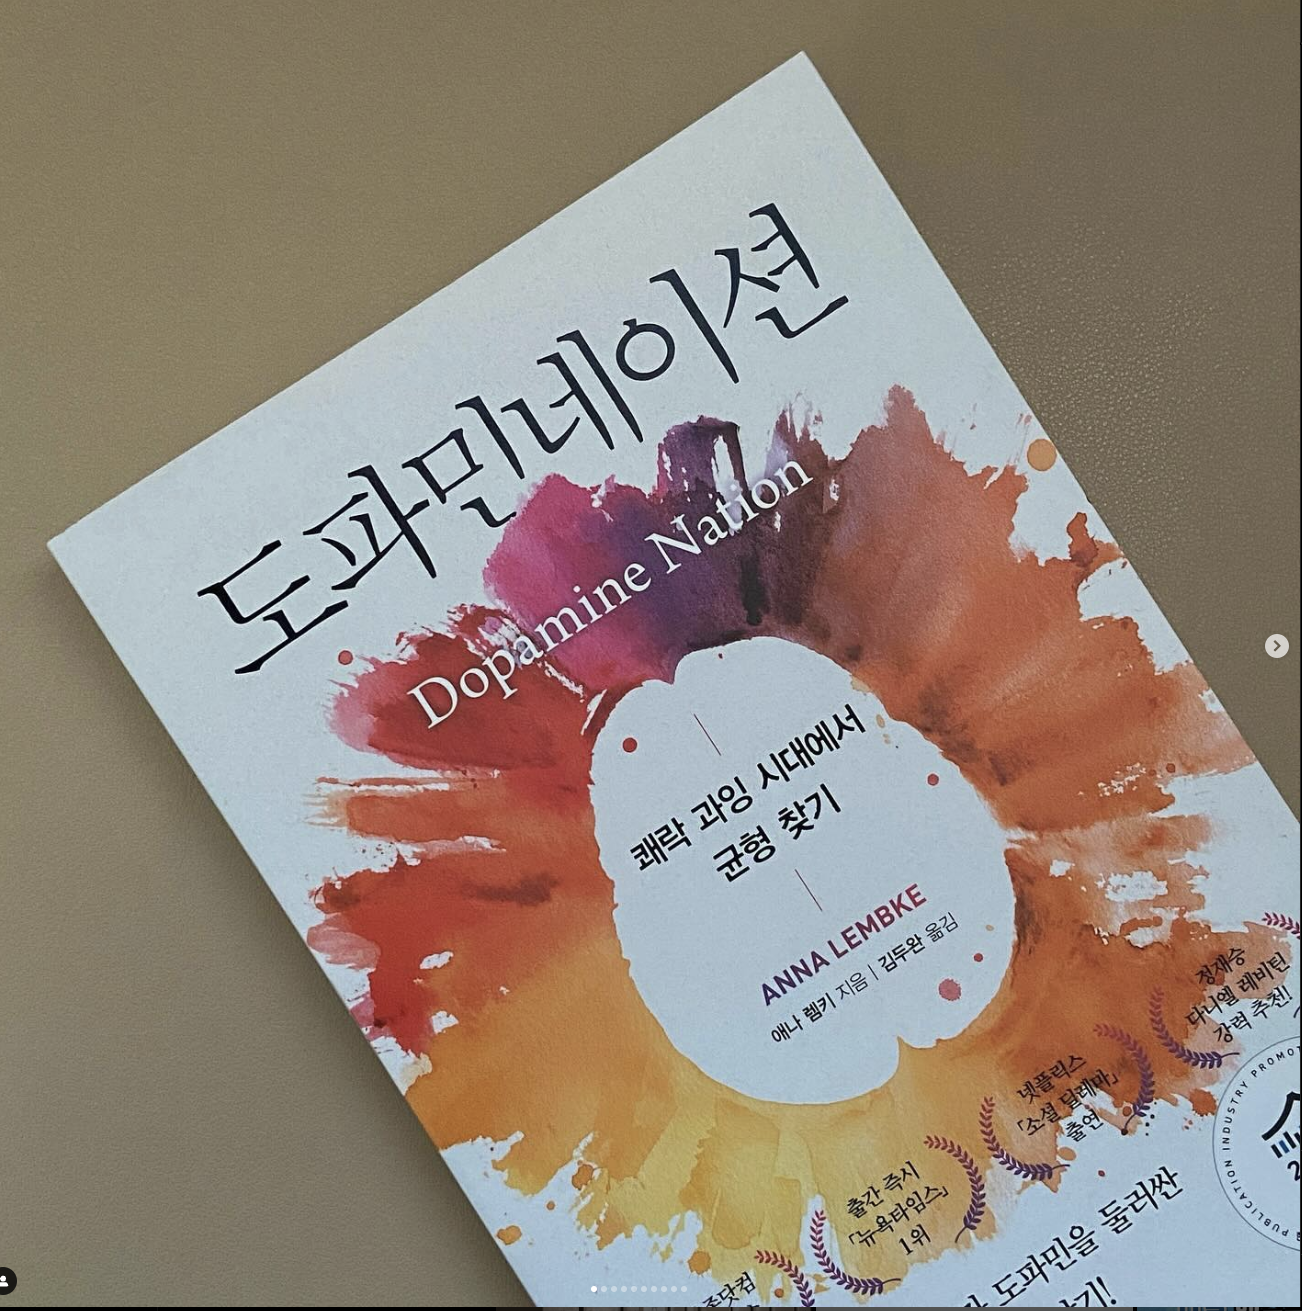 도파민네이션
Dopamine Nation
쾌락 과잉 시대에서
균형 찾기
ANNA LEMBKE
애나 렘키 지음 | 김두완 옮김
정재승
다니엘 레비틴
강력 추천!
넷플릭스
「소셜 딜레마」
출연
출간 즉시
「뉴욕타임스」
1위
PUBLICATION INDUSTRY
도파민을 둘러싼